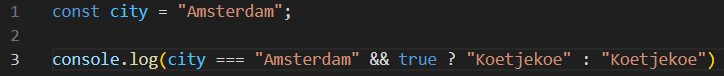 1 const city = "Amsterdam";
2
3 console.log(city === "Amsterdam" && true ? "Koetjekoe" : "Koetjekoe")